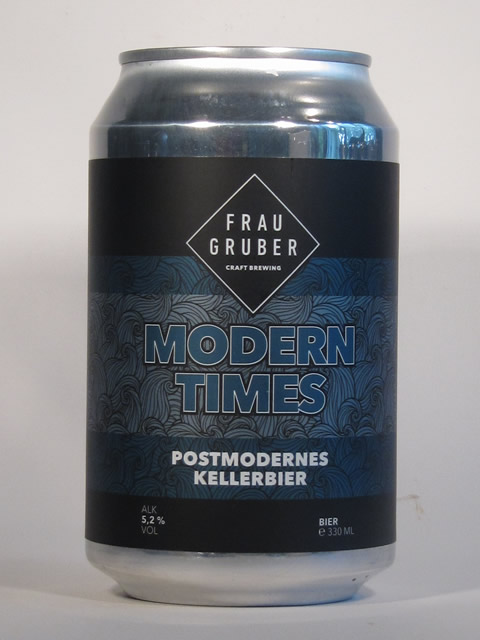 FRAU
GRUBER
CRAFT BREWING
MODERN
TIMES
POSTMODERNES
KELLERBIER
ALK
5,2 %
VOL
BIER
℮ 330 ML